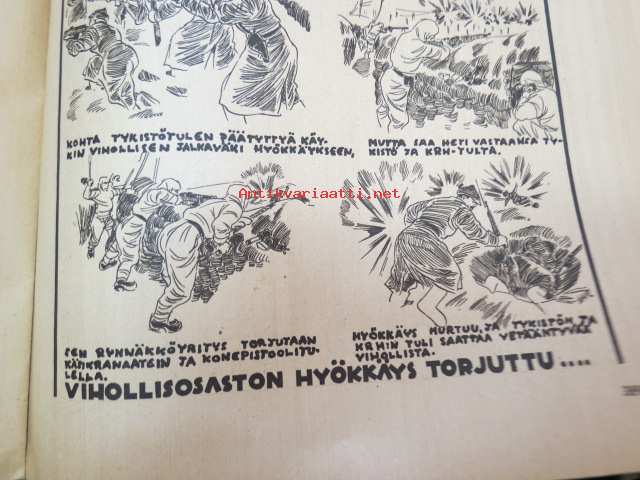 KOHTA TYKISTÖTULEN PÄÄTYTTYÄ KÄY-
KIN VIHOLLISEN JALKAVÄKI HYÖKKÄYKSEEN,
MUTTA SAA HETI VASTAANSA TY-
KISTÖ JA KRH-TULTA.
Antikvariaatti.net
SEN RYNNÄKKÖYRITYS TORJUTAAN
KÄSIKRANAATEIN JA KONEPISTOOLITU-
LELLA.
HYÖKKÄYS MURTUU, JA TYKISTÖN JA
KRH:IN TULI SAATTAA VETÄÄNTYVÄÄ
VIHOLLISTA.
VIHOLLISOSASTON HYÖKKÄYS TORJUTTU....